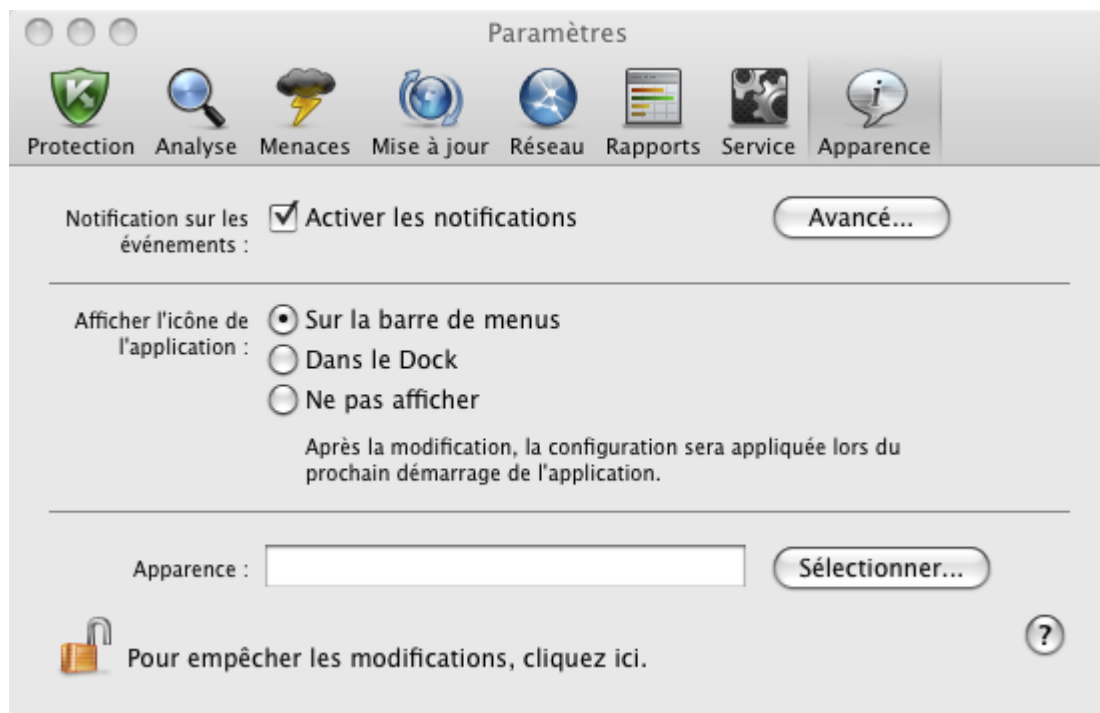 Paramètres
Protection Analyse Menaces Mise à jour Réseau Rapports Service Apparence
Notification sur les événements :
Activer les notifications
Avancé...
Afficher l'icône de l'application :
Sur la barre de menus
Dans le Dock
Ne pas afficher
Après la modification, la configuration sera appliquée lors du
prochain démarrage de l'application.
Apparence :
Sélectionner...
Pour empêcher les modifications, cliquez ici.
?